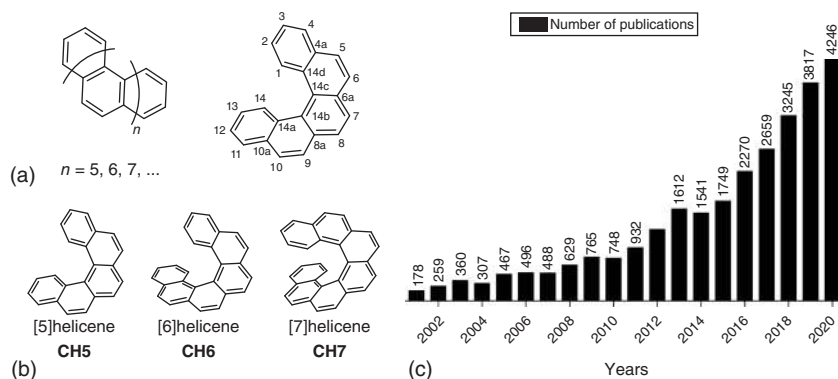 (a)
n
n = 5, 6, 7, ...
3
4
2
4a
5
1
14d
6
14c
6a
13
14
14b
7
12
14a
8
11
10a
8a
10
9
(b)
[5]helicene
CH5
[6]helicene
CH6
[7]helicene
CH7
(c)
Number of publications
178
259
360
307
467
496
488
629
765
748
932
1612
1541
1749
2270
2659
3245
3817
4246
2002
2004
2006
2008
2010
2012
2014
2016
2018
2020
Years